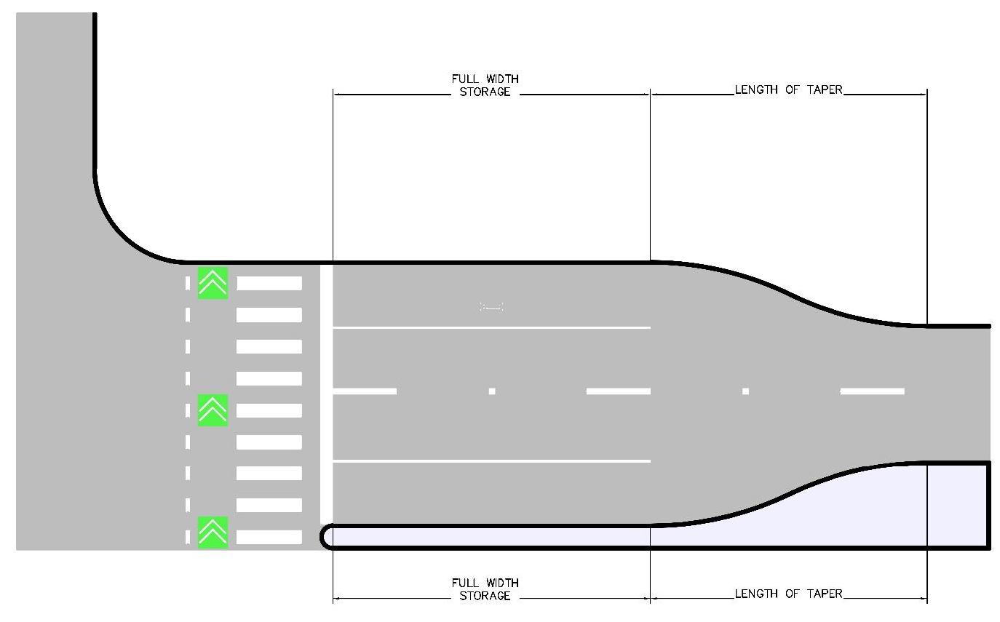 FULL WIDTH
STORAGE
LENGTH OF TAPER
FULL WIDTH
STORAGE
LENGTH OF TAPER